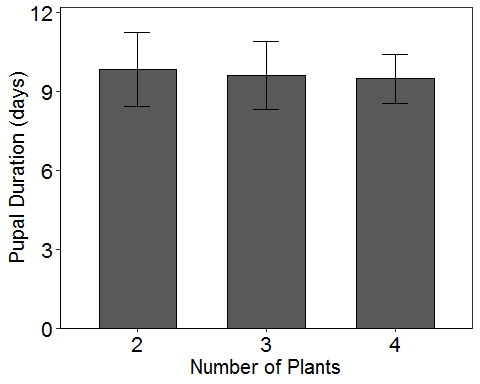 Pupal Duration (days)
12
9
6
3
0
2 3 4
Number of Plants